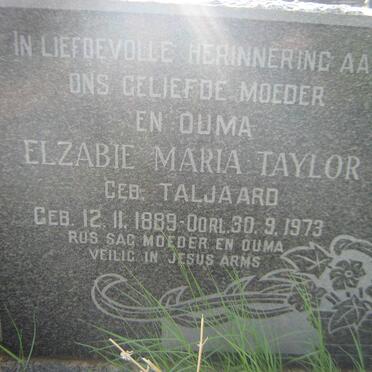 IN LIEFDEVOLLE HERINNERING AA
ONS GELIEFDE MOEDER
EN OUMA
ELZABIE MARIA TAYLOR
GEB. TALJAARD
GEB. 12. 11. 1889-OORL. 30. 9. 1973
RUS SAG MOEDER EN OUMA
VEILIG IN JESUS ARMS